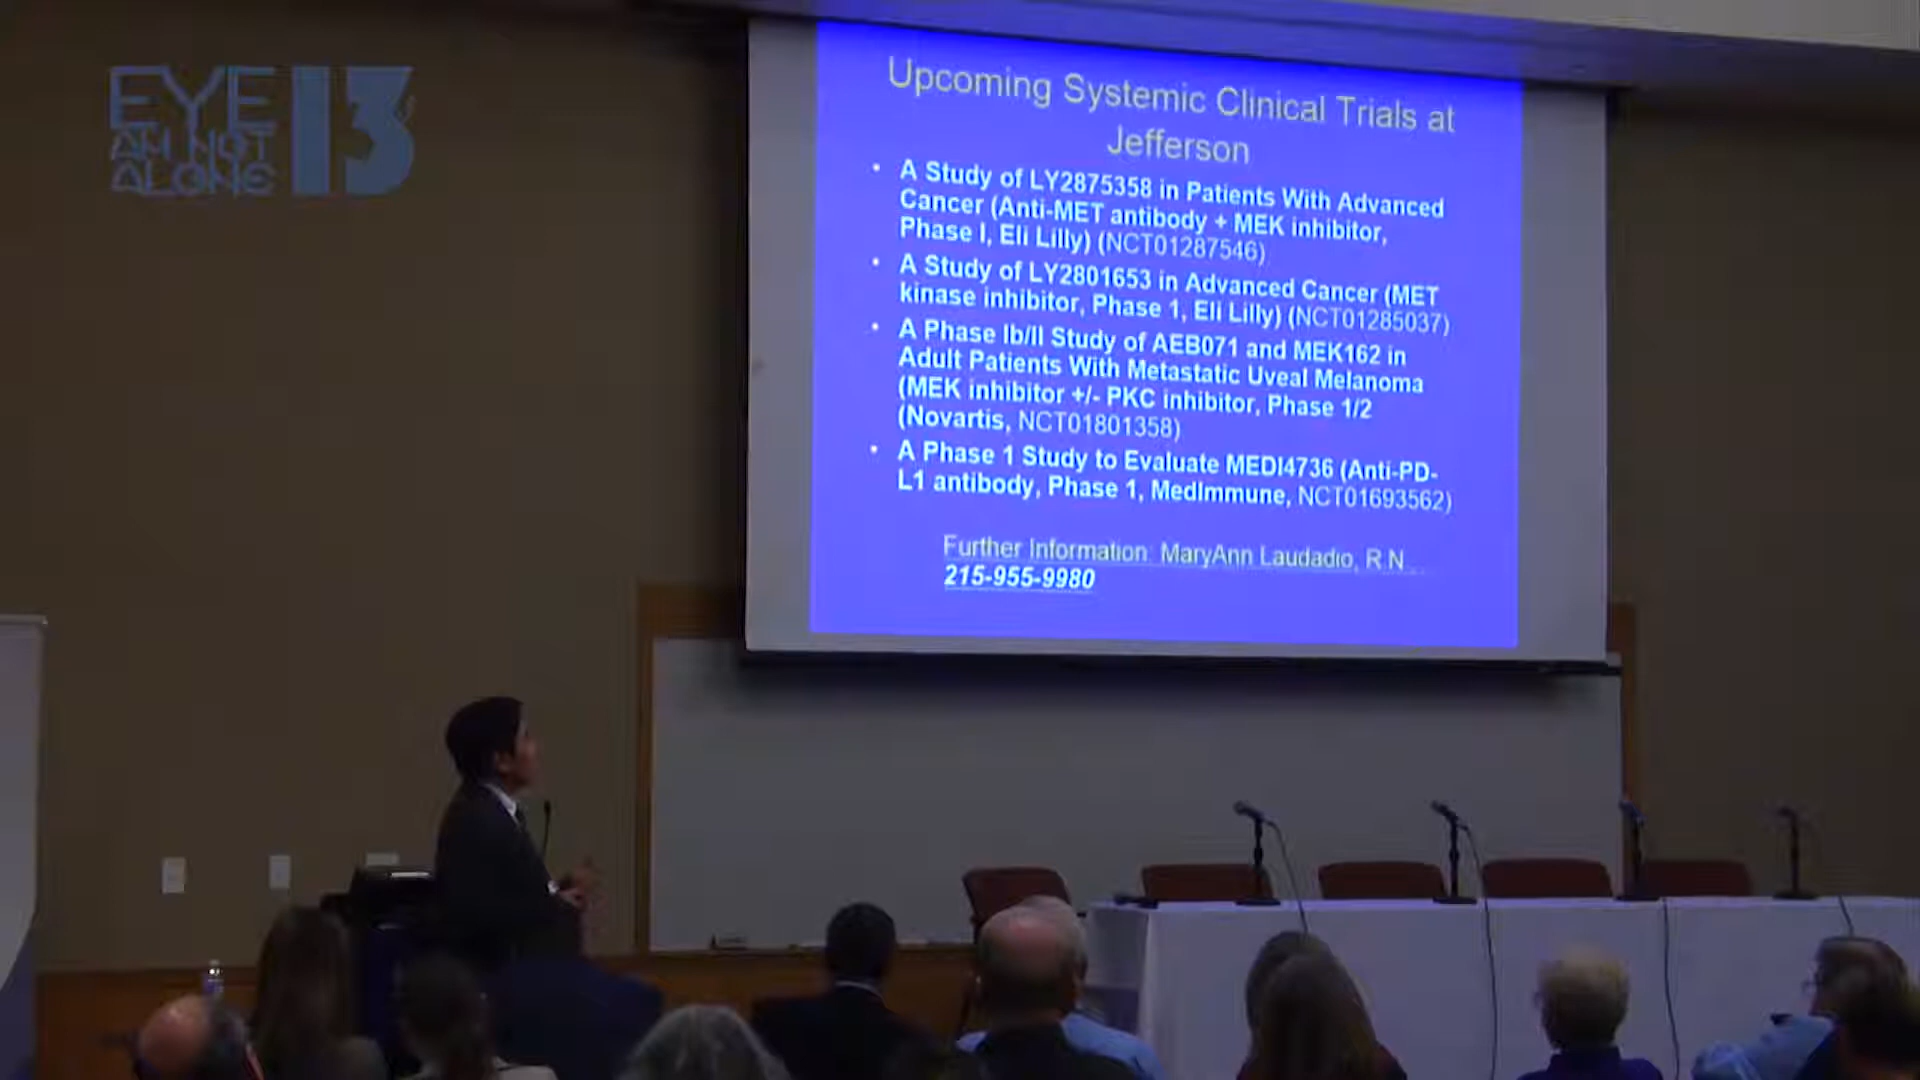 EYE
AM NOT
ALONE
13
Upcoming Systemic Clinical Trials at
Jefferson
• A Study of LY2875358 in Patients With Advanced
Cancer (Anti-MET antibody + MEK inhibitor,
Phase I, Eli Lilly) (NCT01287546)
• A Study of LY2801653 in Advanced Cancer (MET
kinase inhibitor, Phase 1, Eli Lilly) (NCT01285037)
• A Phase Ib/II Study of AEB071 and MEK162 in
Adult Patients With Metastatic Uveal Melanoma
(MEK inhibitor +/- PKC inhibitor, Phase 1/2
(Novartis, NCT01801358)
• A Phase 1 Study to Evaluate MEDI4736 (Anti-PD-
L1 antibody, Phase 1, MedImmune, NCT01693562)
Further Information: MaryAnn Laudadio, R.N.
215-955-9980